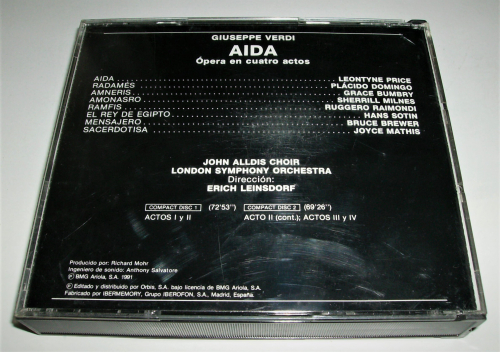 GIUSEPPE VERDI
AIDA
Ópera en cuatro actos
AIDA LEONTYNE PRICE
RADAMÉS PLÁCIDO DOMINGO
AMNERIS GRACE BUMBRY
AMONASRO SHERRILL MILNES
RAMFIS RUGGERO RAIMONDI
EL REY DE EGIPTO HANS SOTIN
MENSAJERO BRUCE BREWER
SACERDOTISA JOYCE MATHIS
JOHN ALLDIS CHOIR
LONDON SYMPHONY ORCHESTRA
Dirección:
ERICH LEINSDORF
COMPACT DISC 1 (72'53'') COMPACT DISC 2 (69'26'')
ACTOS I y II ACTO II (cont.); ACTOS III y IV
Producido por: Richard Mohr
Ingeniero de sonido: Anthony Salvatore
Ⓟ BMG Ariola, S.A. 1991
Ⓟ Editado y distribuido por Orbis, S.A. bajo licencia de BMG Ariola, S.A.
Fabricado por IBERMEMORY, Grupo IBEROFON, S.A., Madrid, España.